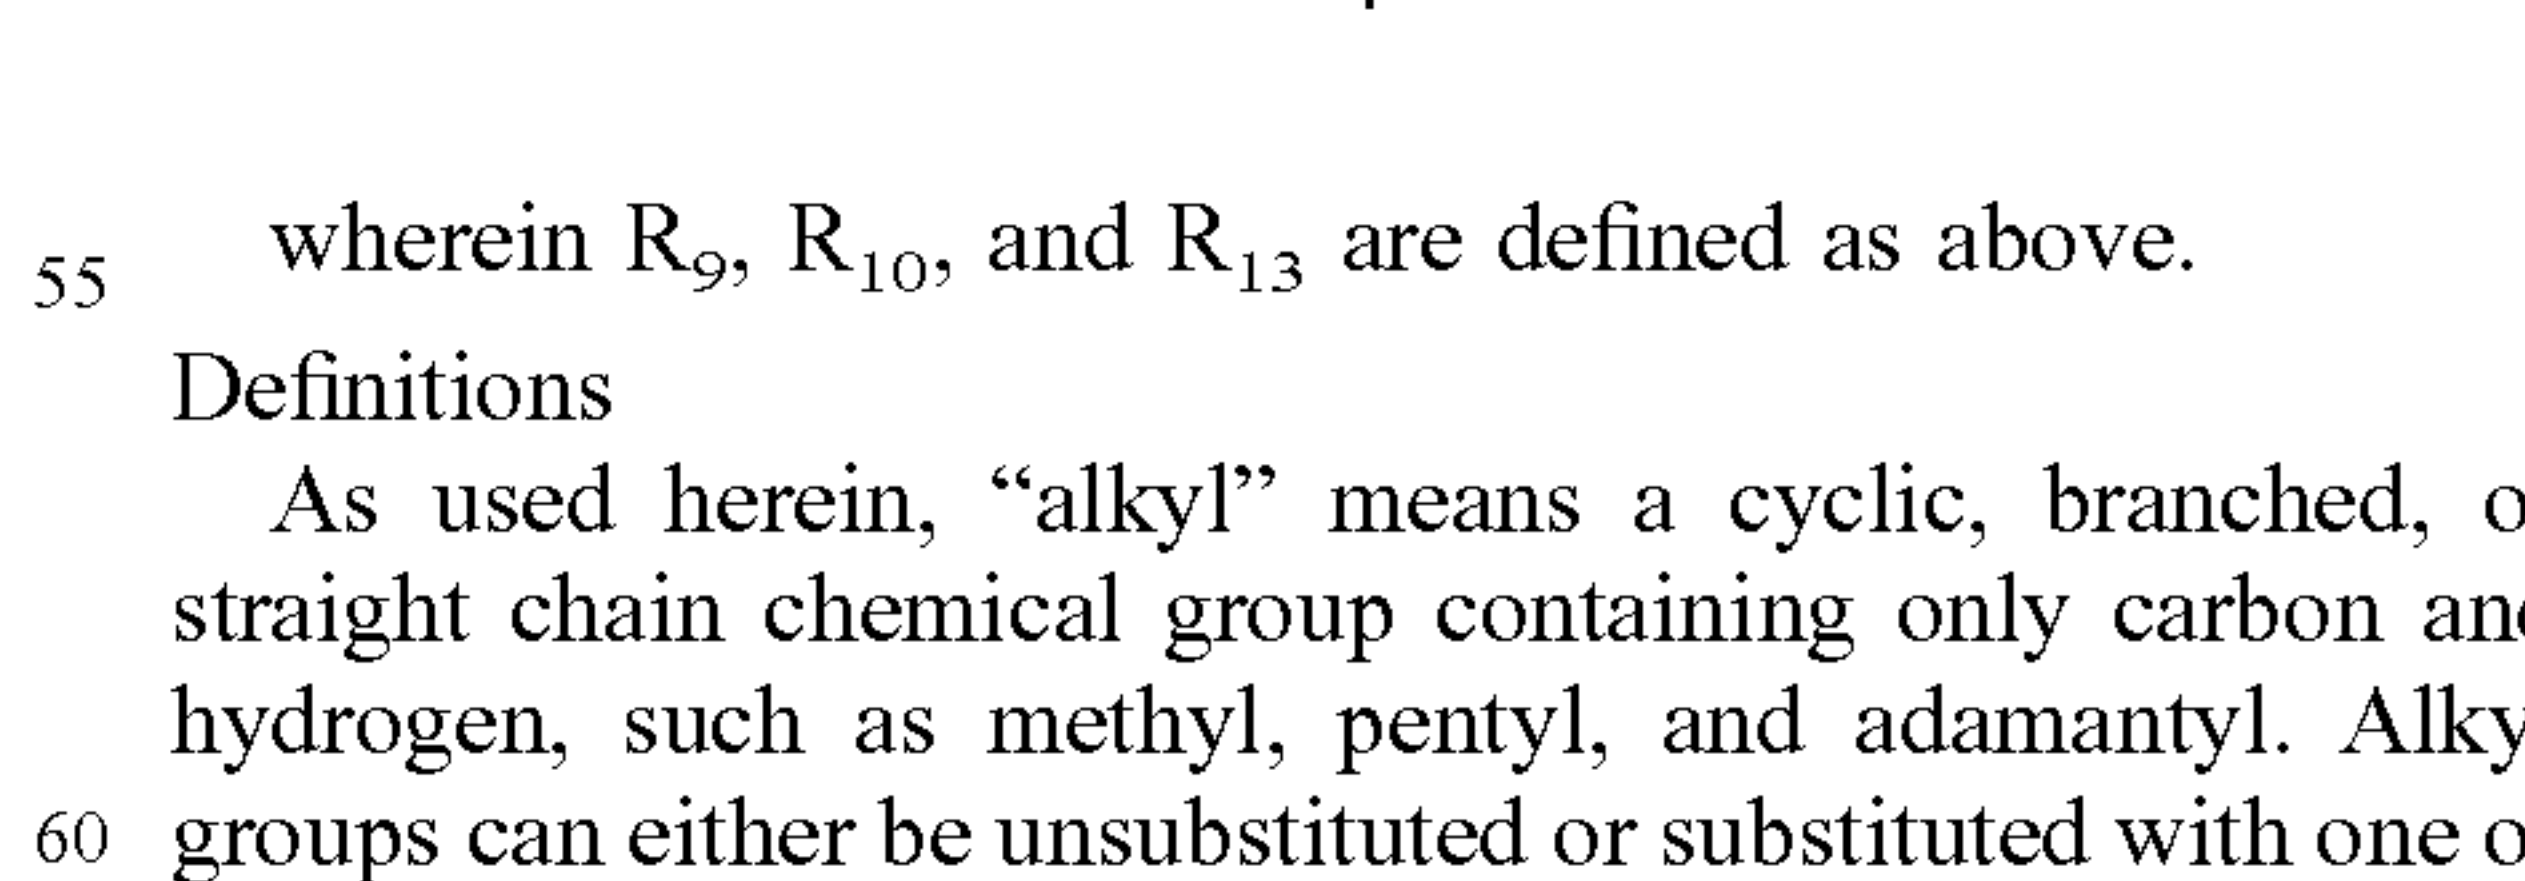 wherein R₉, R₁₀, and R₁₃ are defined as above.
55
Definitions
As used herein, “alkyl” means a cyclic, branched,
straight chain chemical group containing only carbon
hydrogen, such as methyl, pentyl, and adamantyl.
60 groups can either be unsubstituted or substituted with one